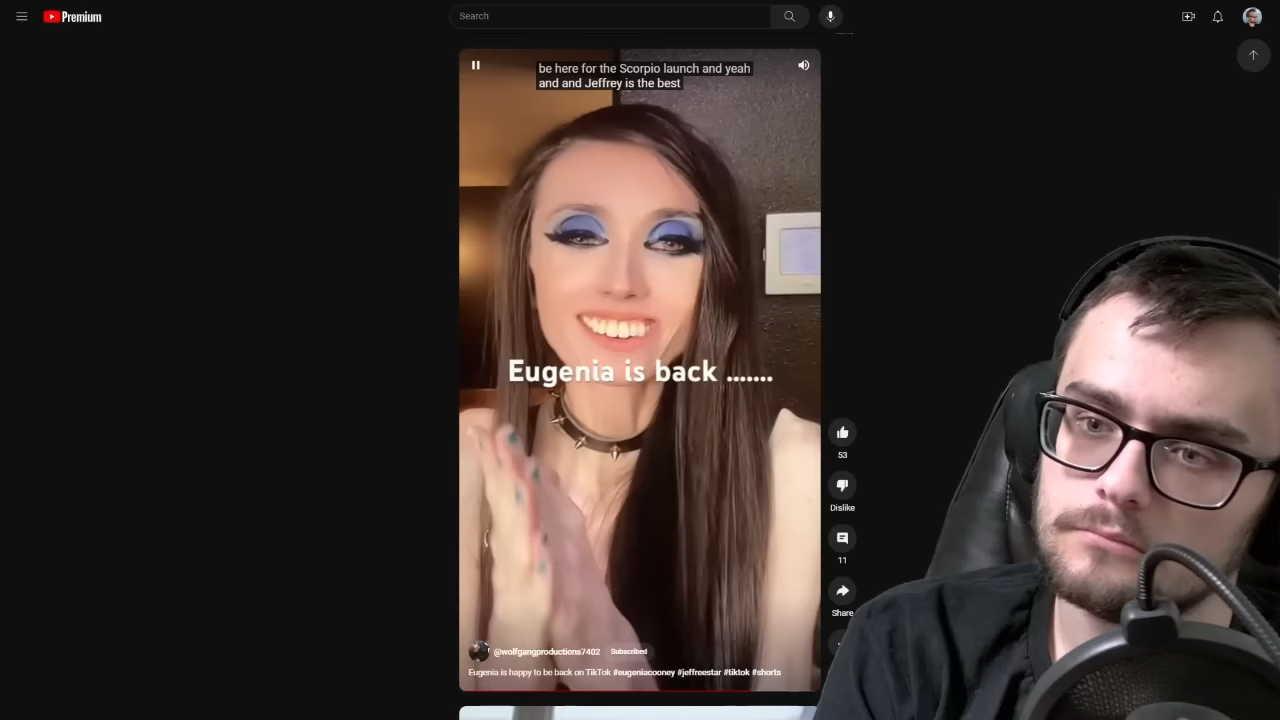 Premium
Search
be here for the Scorpio launch and yeah
and and Jeffrey is the best
Eugenia is back .......
53
Dislike
11
Share
@wolfgangproductions7402 Subscribed
Eugenia is happy to be back on TikTok #eugeniacooney #jeffreestar #tiktok #shorts